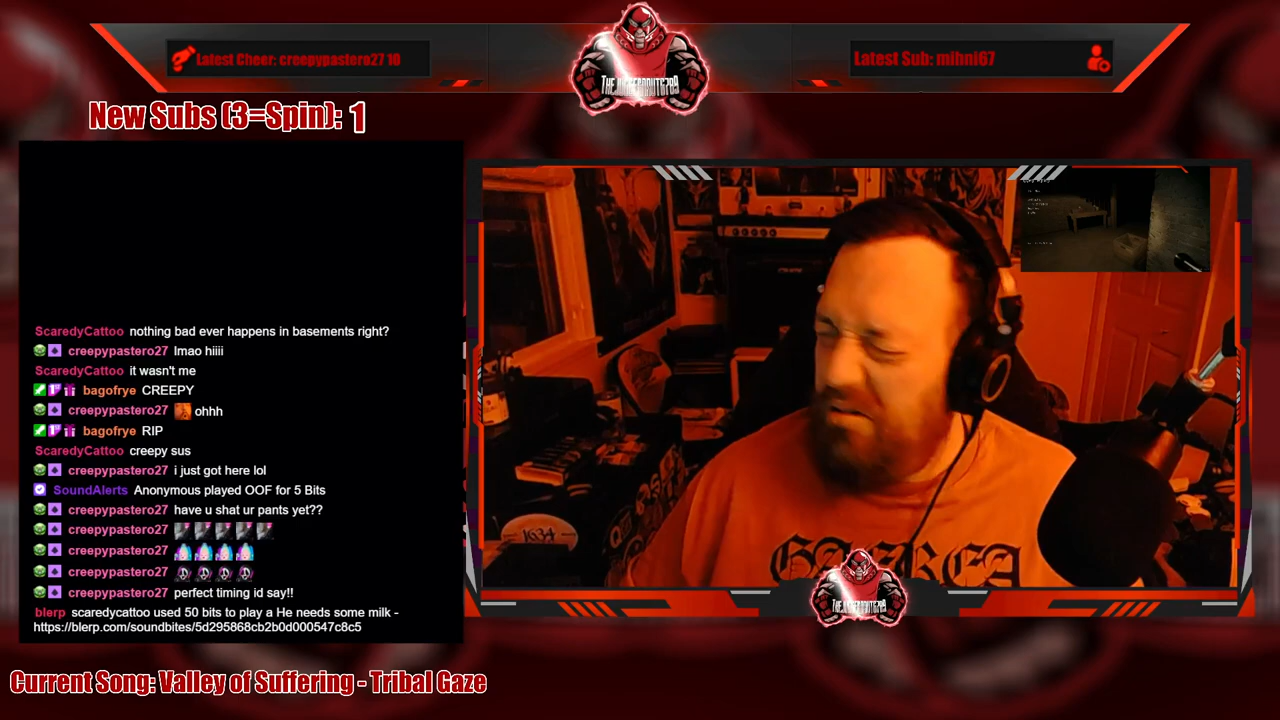 Latest Cheer: creepypastero27 10
Latest Sub: mihni67
THEJUGGERNAUT6789
New Subs (3=Spin): 1
ScaredyCattoo nothing bad ever happens in basements right?
creepypastero27 lmao hiiii
ScaredyCattoo it wasn't me
bagofrye CREEPY
creepypastero27 ohhh
bagofrye RIP
ScaredyCattoo creepy sus
creepypastero27 i just got here lol
SoundAlerts Anonymous played OOF for 5 Bits
creepypastero27 have u shat ur pants yet??
creepypastero27
creepypastero27
creepypastero27
creepypastero27 perfect timing id say!!
blerp scaredycattoo used 50 bits to play a He needs some milk -
https://blerp.com/soundbites/5d295868cb2b0d000547c8c5
1634
GAEREA
THEJUGGERNAUT6789
Current Song: Valley of Suffering - Tribal Gaze